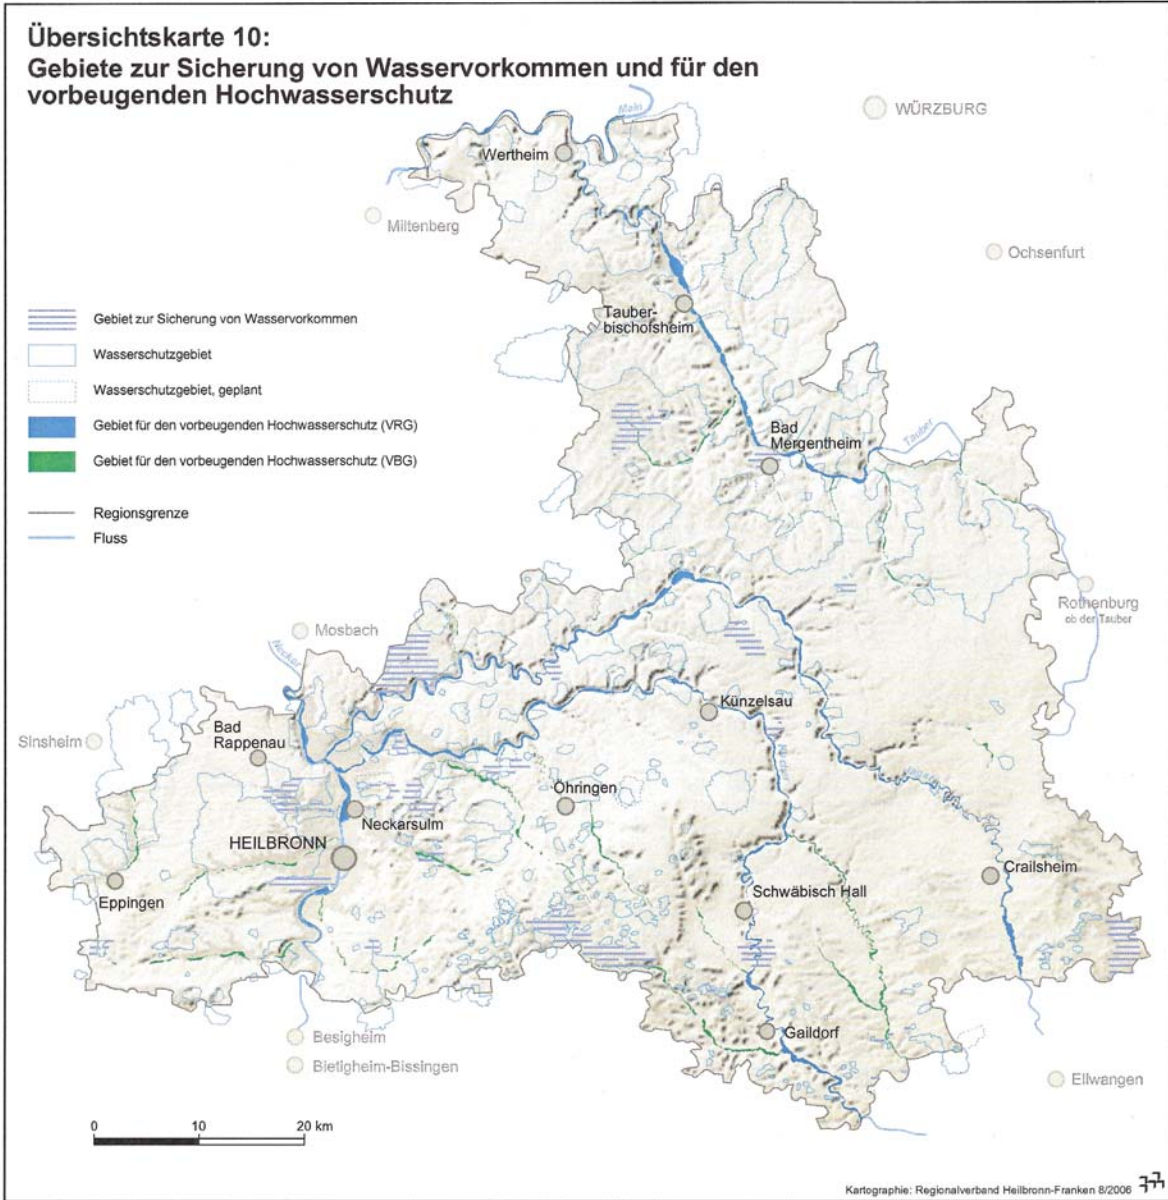 Übersichtskarte 10:
Gebiete zur Sicherung von Wasservorkommen und für den
vorbeugenden Hochwasserschutz
Main
WÜRZBURG
Wertheim
Miltenberg
Ochsenfurt
Tauber-
bischofsheim
Gebiet zur Sicherung von Wasservorkommen
Wasserschutzgebiet
Wasserschutzgebiet, geplant
Gebiet für den vorbeugenden Hochwasserschutz (VRG)
Gebiet für den vorbeugenden Hochwasserschutz (VBG)
Regionsgrenze
Fluss
Bad
Mergentheim
Tauber
Rothenburg
ob der Tauber
Mosbach
Neckar
Sinsheim
Bad
Rappenau
Künzelsau
Öhringen
Neckarsulm
HEILBRONN
Eppingen
Crailsheim
Schwäbisch Hall
Gaildorf
Besigheim
Bietigheim-Bissingen
Ellwangen
0 10 20 km
Kartographie: Regionalverband Heilbronn-Franken 8/2006